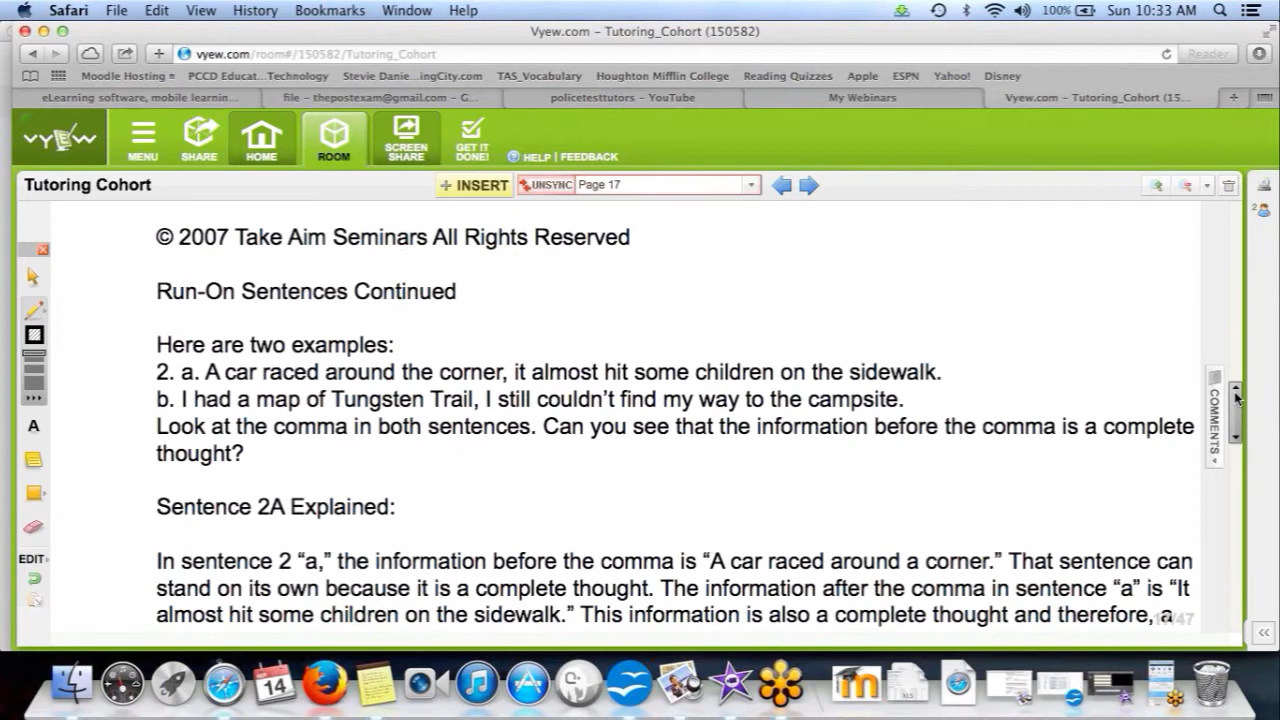 Safari File Edit View History Bookmarks Window Help 100% Sun 10:33 AM
Vyew.com – Tutoring_Cohort (150582)
vyew.com/room#/150582/Tutoring_Cohort Reader
Moodle Hosting PCCD Educat...Technology Stevie Danie...ingCity.com TAS_Vocabulary Houghton Mifflin College Reading Quizzes Apple ESPN Yahoo! Disney
eLearning software, mobile learnin... file – thepostexam@gmail.com – G... policetesttutors – YouTube My Webinars Vyew.com – Tutoring_Cohort (15...
VYEW MENU SHARE HOME ROOM SCREEN SHARE GET IT DONE! HELP | FEEDBACK
Tutoring Cohort + INSERT UNSYNC Page 17
2
© 2007 Take Aim Seminars All Rights Reserved
Run-On Sentences Continued
Here are two examples:
2. a. A car raced around the corner, it almost hit some children on the sidewalk.
b. I had a map of Tungsten Trail, I still couldn’t find my way to the campsite.
Look at the comma in both sentences. Can you see that the information before the comma is a complete
thought?
Sentence 2A Explained:
In sentence 2 “a,” the information before the comma is “A car raced around a corner.” That sentence can
stand on its own because it is a complete thought. The information after the comma in sentence “a” is “It
almost hit some children on the sidewalk.” This information is also a complete thought and therefore, a
COMMENTS
A
EDIT
14
XLS